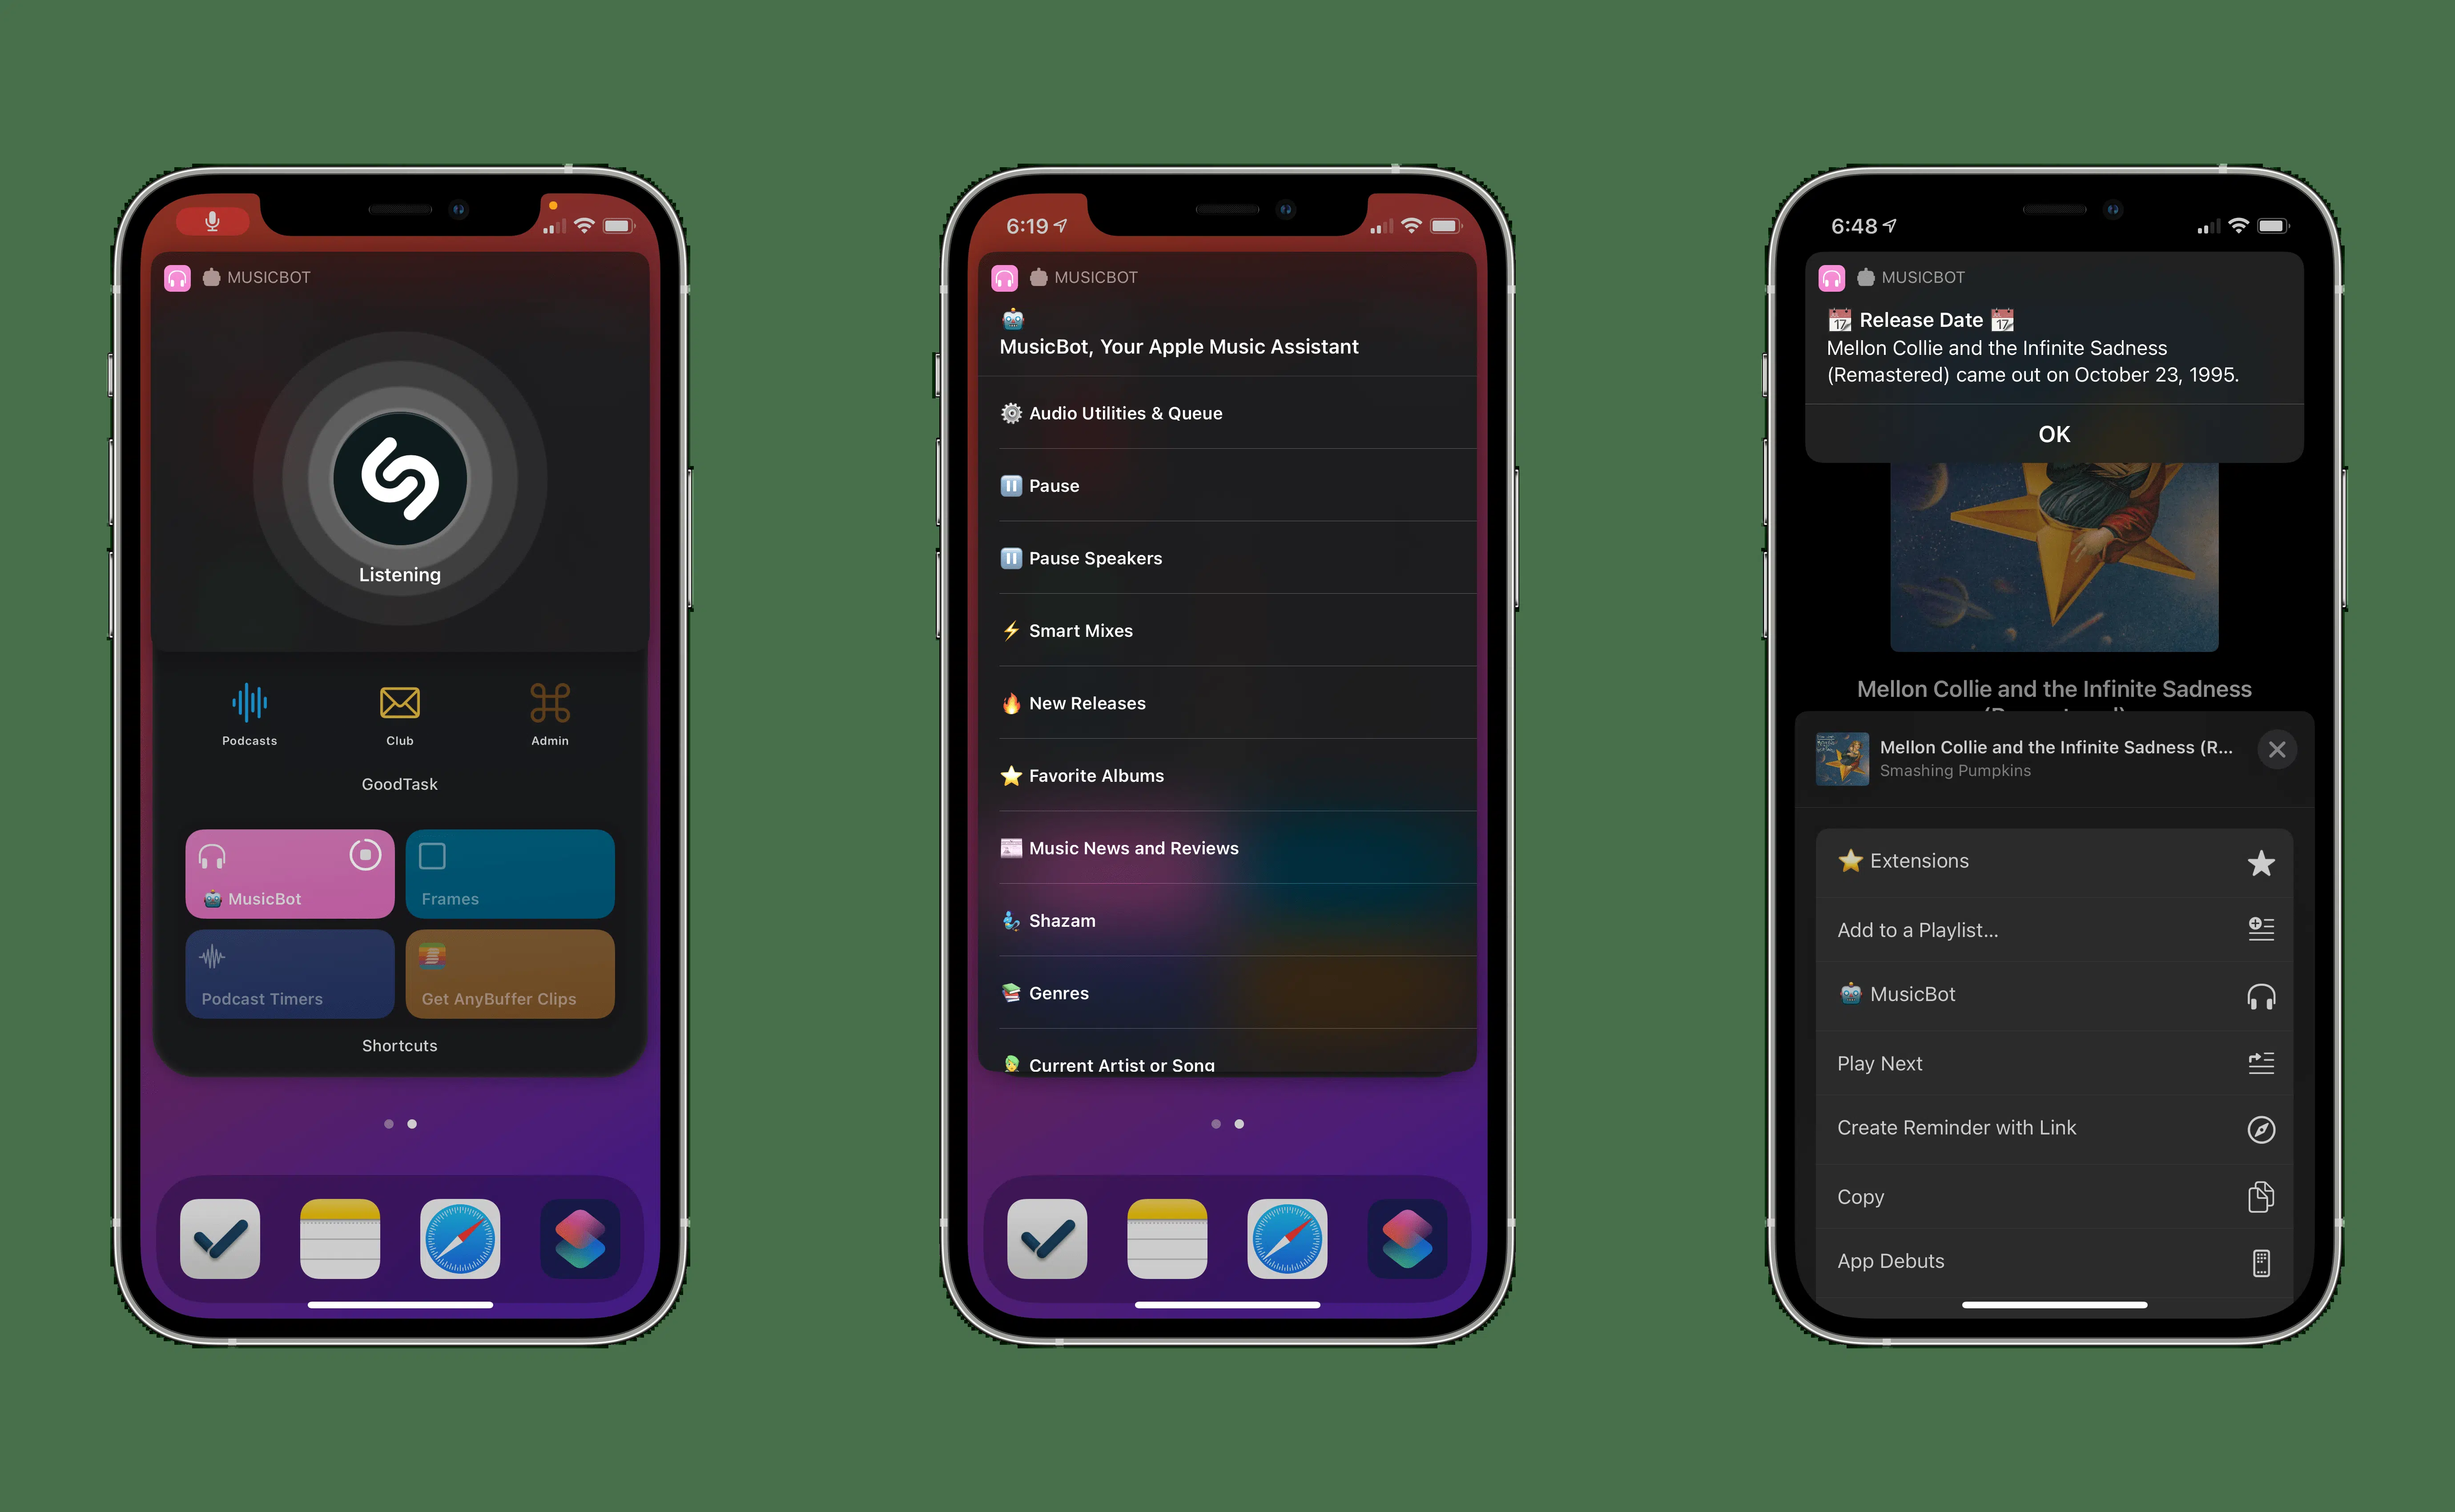 MUSICBOT
Listening
Podcasts
Club
Admin
GoodTask
🤖 MusicBot
Frames
Podcast Timers
Get AnyBuffer Clips
Shortcuts
6:19
MUSICBOT
🤖
MusicBot, Your Apple Music Assistant
⚙️ Audio Utilities & Queue
⏸ Pause
⏸ Pause Speakers
⚡ Smart Mixes
🔥 New Releases
⭐ Favorite Albums
📰 Music News and Reviews
🧞‍♂️ Shazam
📚 Genres
👨‍🎤 Current Artist or Song
6:48
MUSICBOT
📆 Release Date 📆
Mellon Collie and the Infinite Sadness
(Remastered) came out on October 23, 1995.
OK
Mellon Collie and the Infinite Sadness
(Remastered)
Mellon Collie and the Infinite Sadness (R...
Smashing Pumpkins
⭐ Extensions
Add to a Playlist...
🤖 MusicBot
Play Next
Create Reminder with Link
Copy
App Debuts